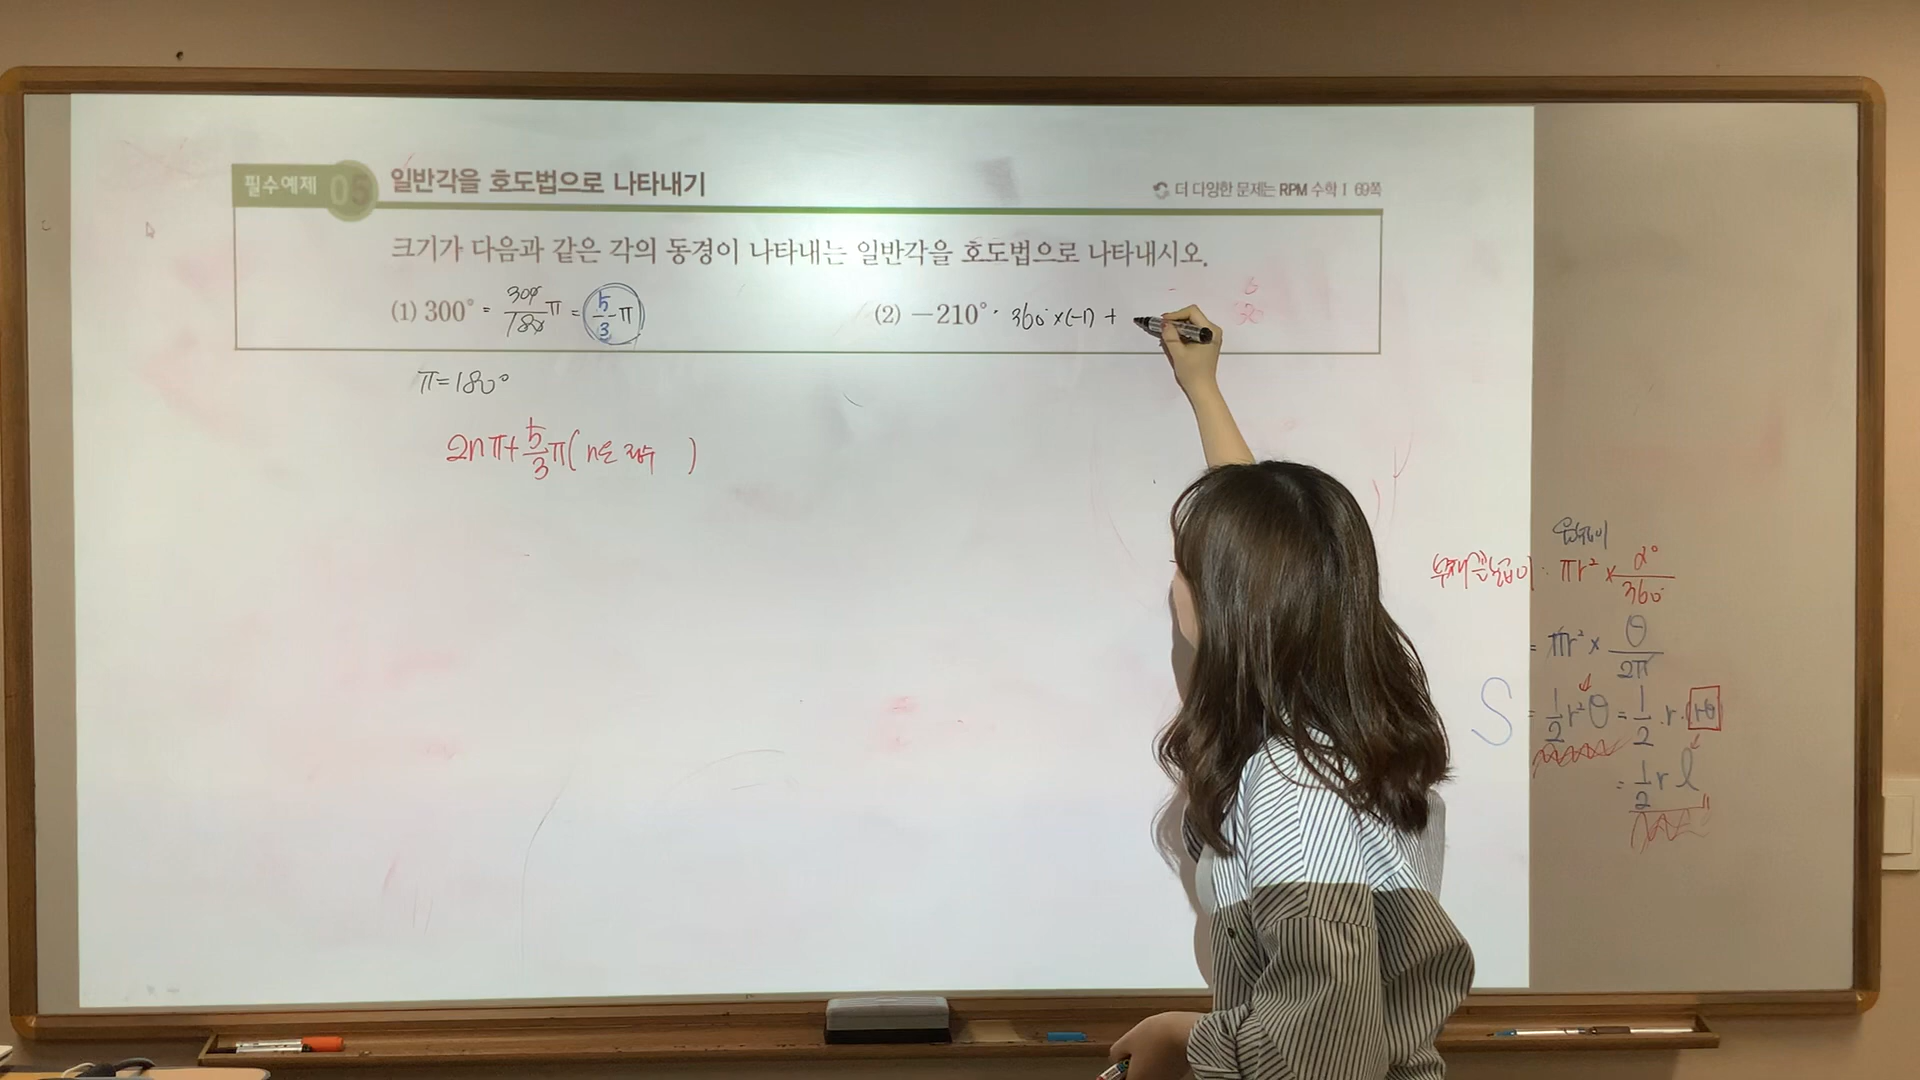 필수예제 05 일반각을 호도법으로 나타내기
더 다양한 문제는 RPM 수학 I 69쪽
크기가 다음과 같은 각의 동경이 나타내는 일반각을 호도법으로 나타내시오.
(1) 300° = 300/180 π = 5/3 π
(2) −210° · 360°×(-1) +
π=180°
2nπ+5/3π (n은 정수 )
원넓이
부채꼴넓이 · πr² × α°/360°
= πr² × θ/2π
S = 1/2 r²θ = 1/2 · r · rθ
= 1/2 r l